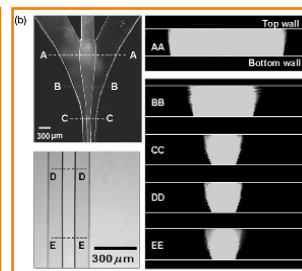 (b)
A A
B B
C C
300 μm
D D
E E
300 μm
Top wall
AA
Bottom wall
BB
CC
DD
EE